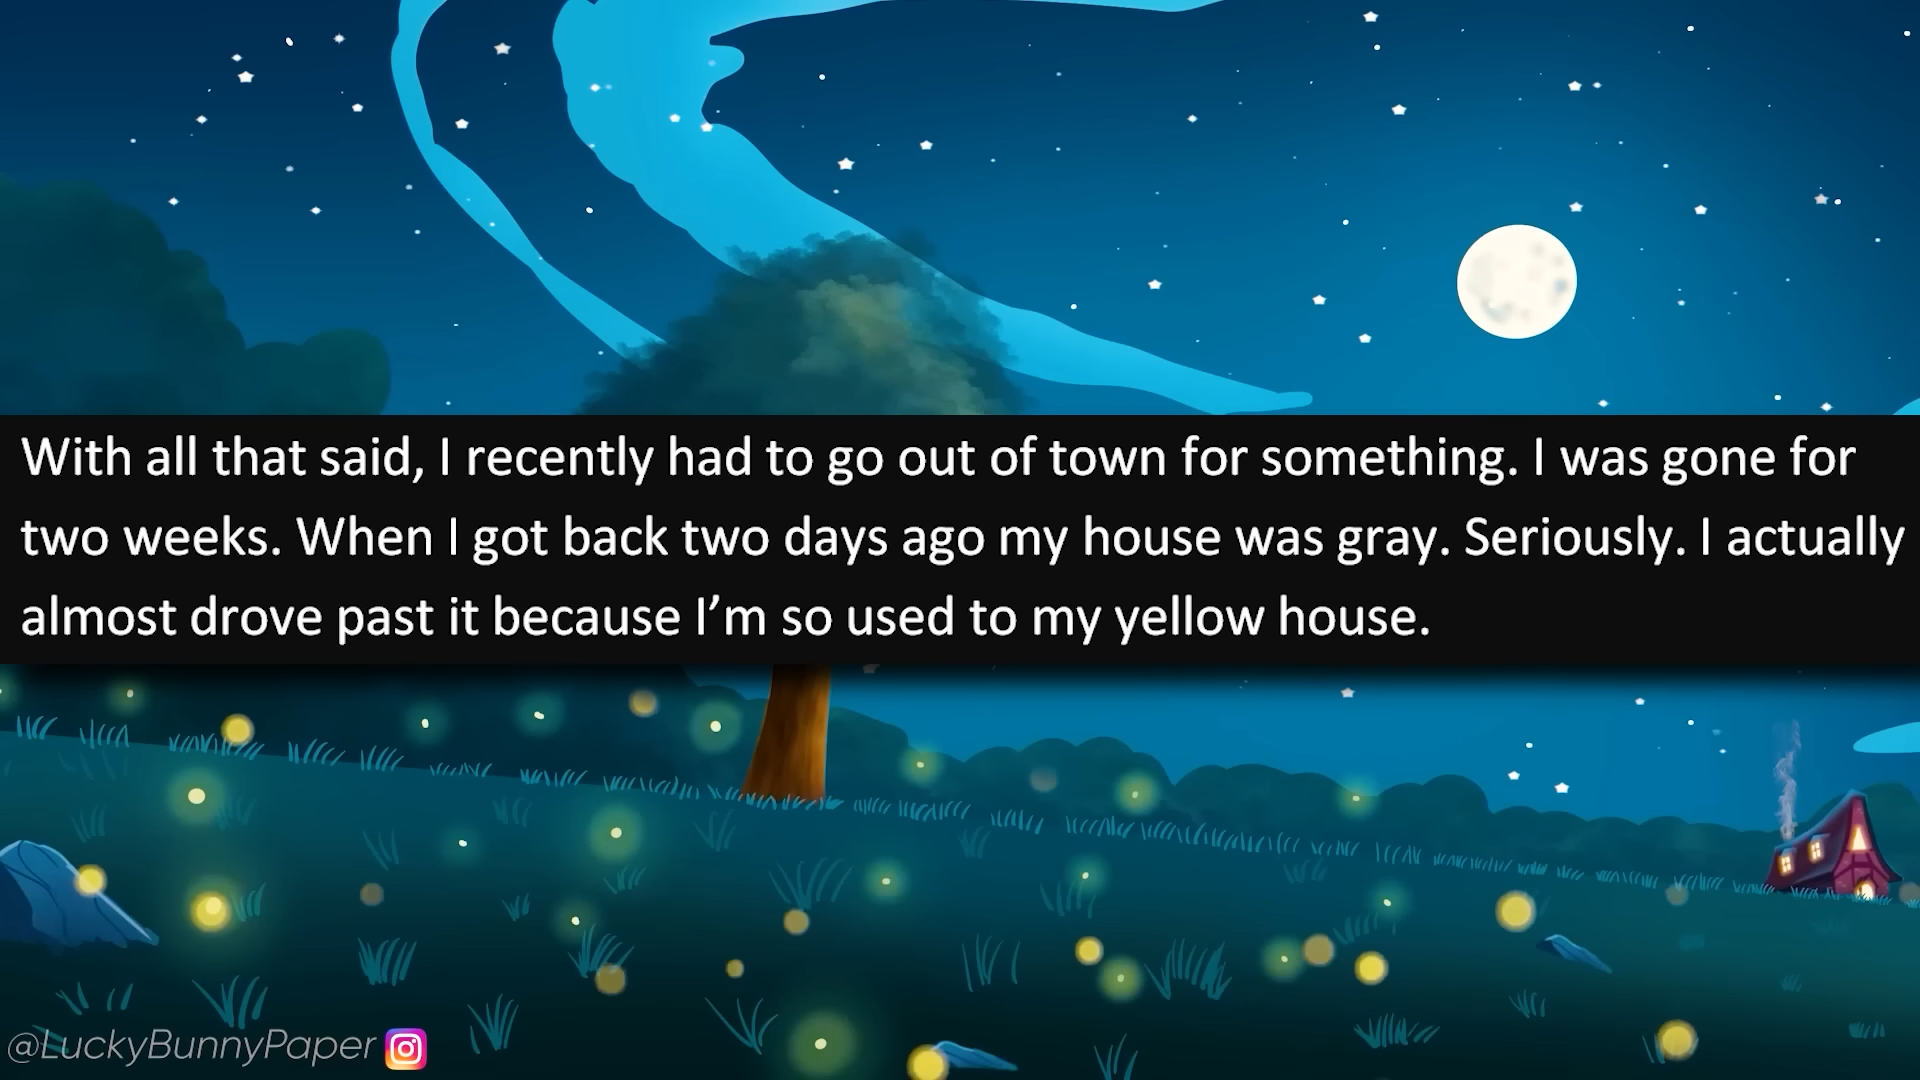 With all that said, I recently had to go out of town for something. I was gone for
two weeks. When I got back two days ago my house was gray. Seriously. I actually
almost drove past it because I’m so used to my yellow house.
@LuckyBunnyPaper